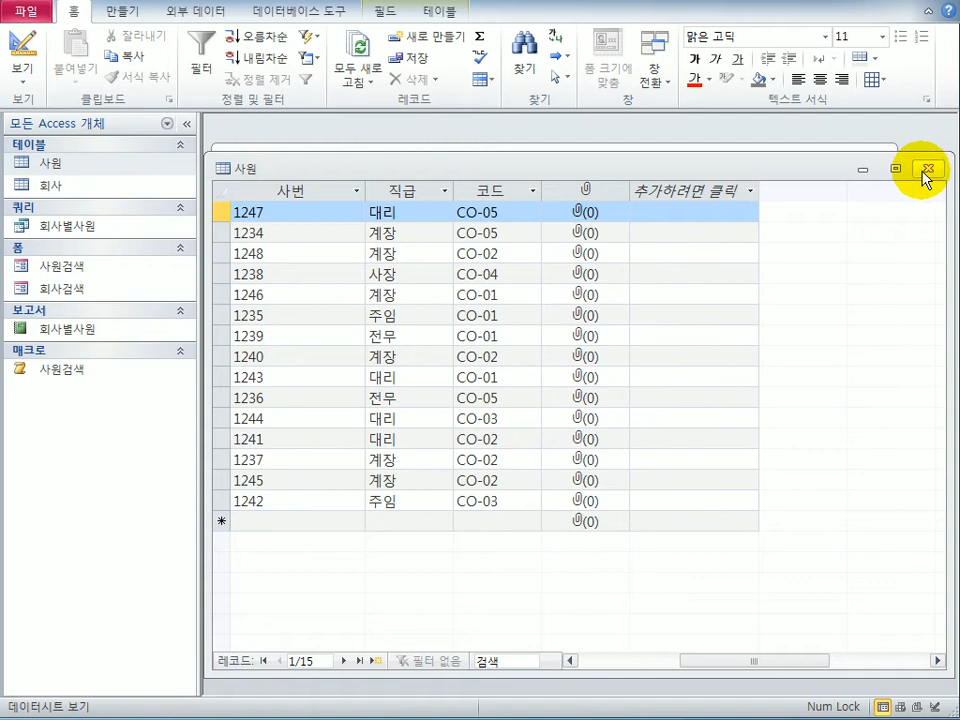 파일 홈 만들기 외부 데이터 데이터베이스 도구 필드 테이블
보기
보기
붙여넣기
잘라내기
복사
서식 복사
클립보드
필터
오름차순
내림차순
정렬 제거
정렬 및 필터
모두 새로 고침
새로 만들기
저장
삭제
레코드
찾기
찾기
폼 크기에 맞춤
창 전환
창
맑은 고딕 11
가 가 가
가
텍스트 서식
모든 Access 개체
테이블
사원
회사
쿼리
회사별사원
폼
사원검색
회사검색
보고서
회사별사원
매크로
사원검색
사원
사번 직급 코드 추가하려면 클릭
1247 대리 CO-05 (0)
1234 계장 CO-05 (0)
1248 계장 CO-02 (0)
1238 사장 CO-04 (0)
1246 계장 CO-01 (0)
1235 주임 CO-01 (0)
1239 전무 CO-01 (0)
1240 계장 CO-02 (0)
1243 대리 CO-01 (0)
1236 전무 CO-05 (0)
1244 대리 CO-03 (0)
1241 대리 CO-02 (0)
1237 계장 CO-02 (0)
1245 계장 CO-02 (0)
1242 주임 CO-03 (0)
* (0)
레코드: 1/15 필터 없음 검색
데이터시트 보기 Num Lock